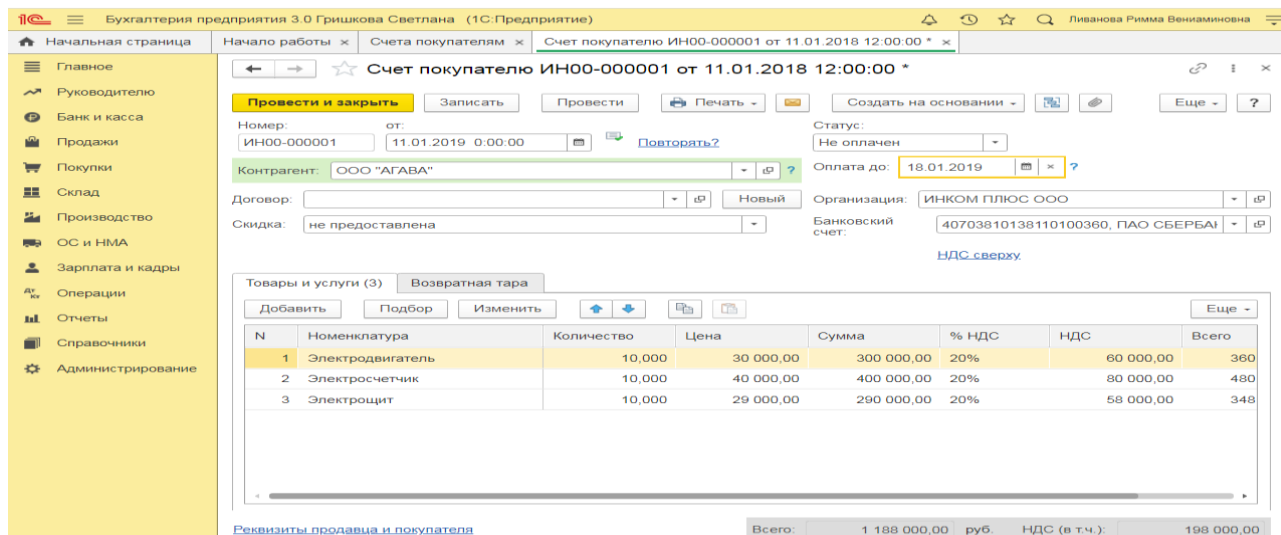 1С Бухгалтерия предприятия 3.0 Гришкова Светлана (1С:Предприятие) Ливанова Римма Вениаминовна
Начальная страница Начало работы × Счета покупателям × Счет покупателю ИН00-000001 от 11.01.2018 12:00:00 * ×
Главное
Руководителю
Банк и касса
Продажи
Покупки
Склад
Производство
ОС и НМА
Зарплата и кадры
Дт Кт Операции
Отчеты
Справочники
Администрирование
Счет покупателю ИН00-000001 от 11.01.2018 12:00:00 *
Провести и закрыть Записать Провести Печать Создать на основании Еще ?
Номер: от: Статус:
ИН00-000001 11.01.2019 0:00:00 Повторять? Не оплачен
Контрагент: ООО "АГАВА" ? Оплата до: 18.01.2019 × ?
Договор: Новый Организация: ИНКОМ ПЛЮС ООО
Скидка: не предоставлена Банковский счет: 40703810138110100360, ПАО СБЕРБАН
НДС сверху
Товары и услуги (3) Возвратная тара
Добавить Подбор Изменить Еще
N Номенклатура Количество Цена Сумма % НДС НДС Всего
1 Электродвигатель 10,000 30 000,00 300 000,00 20% 60 000,00 360
2 Электросчетчик 10,000 40 000,00 400 000,00 20% 80 000,00 480
3 Электрощит 10,000 29 000,00 290 000,00 20% 58 000,00 348
Реквизиты продавца и покупателя Всего: 1 188 000,00 руб. НДС (в т.ч.): 198 000,00